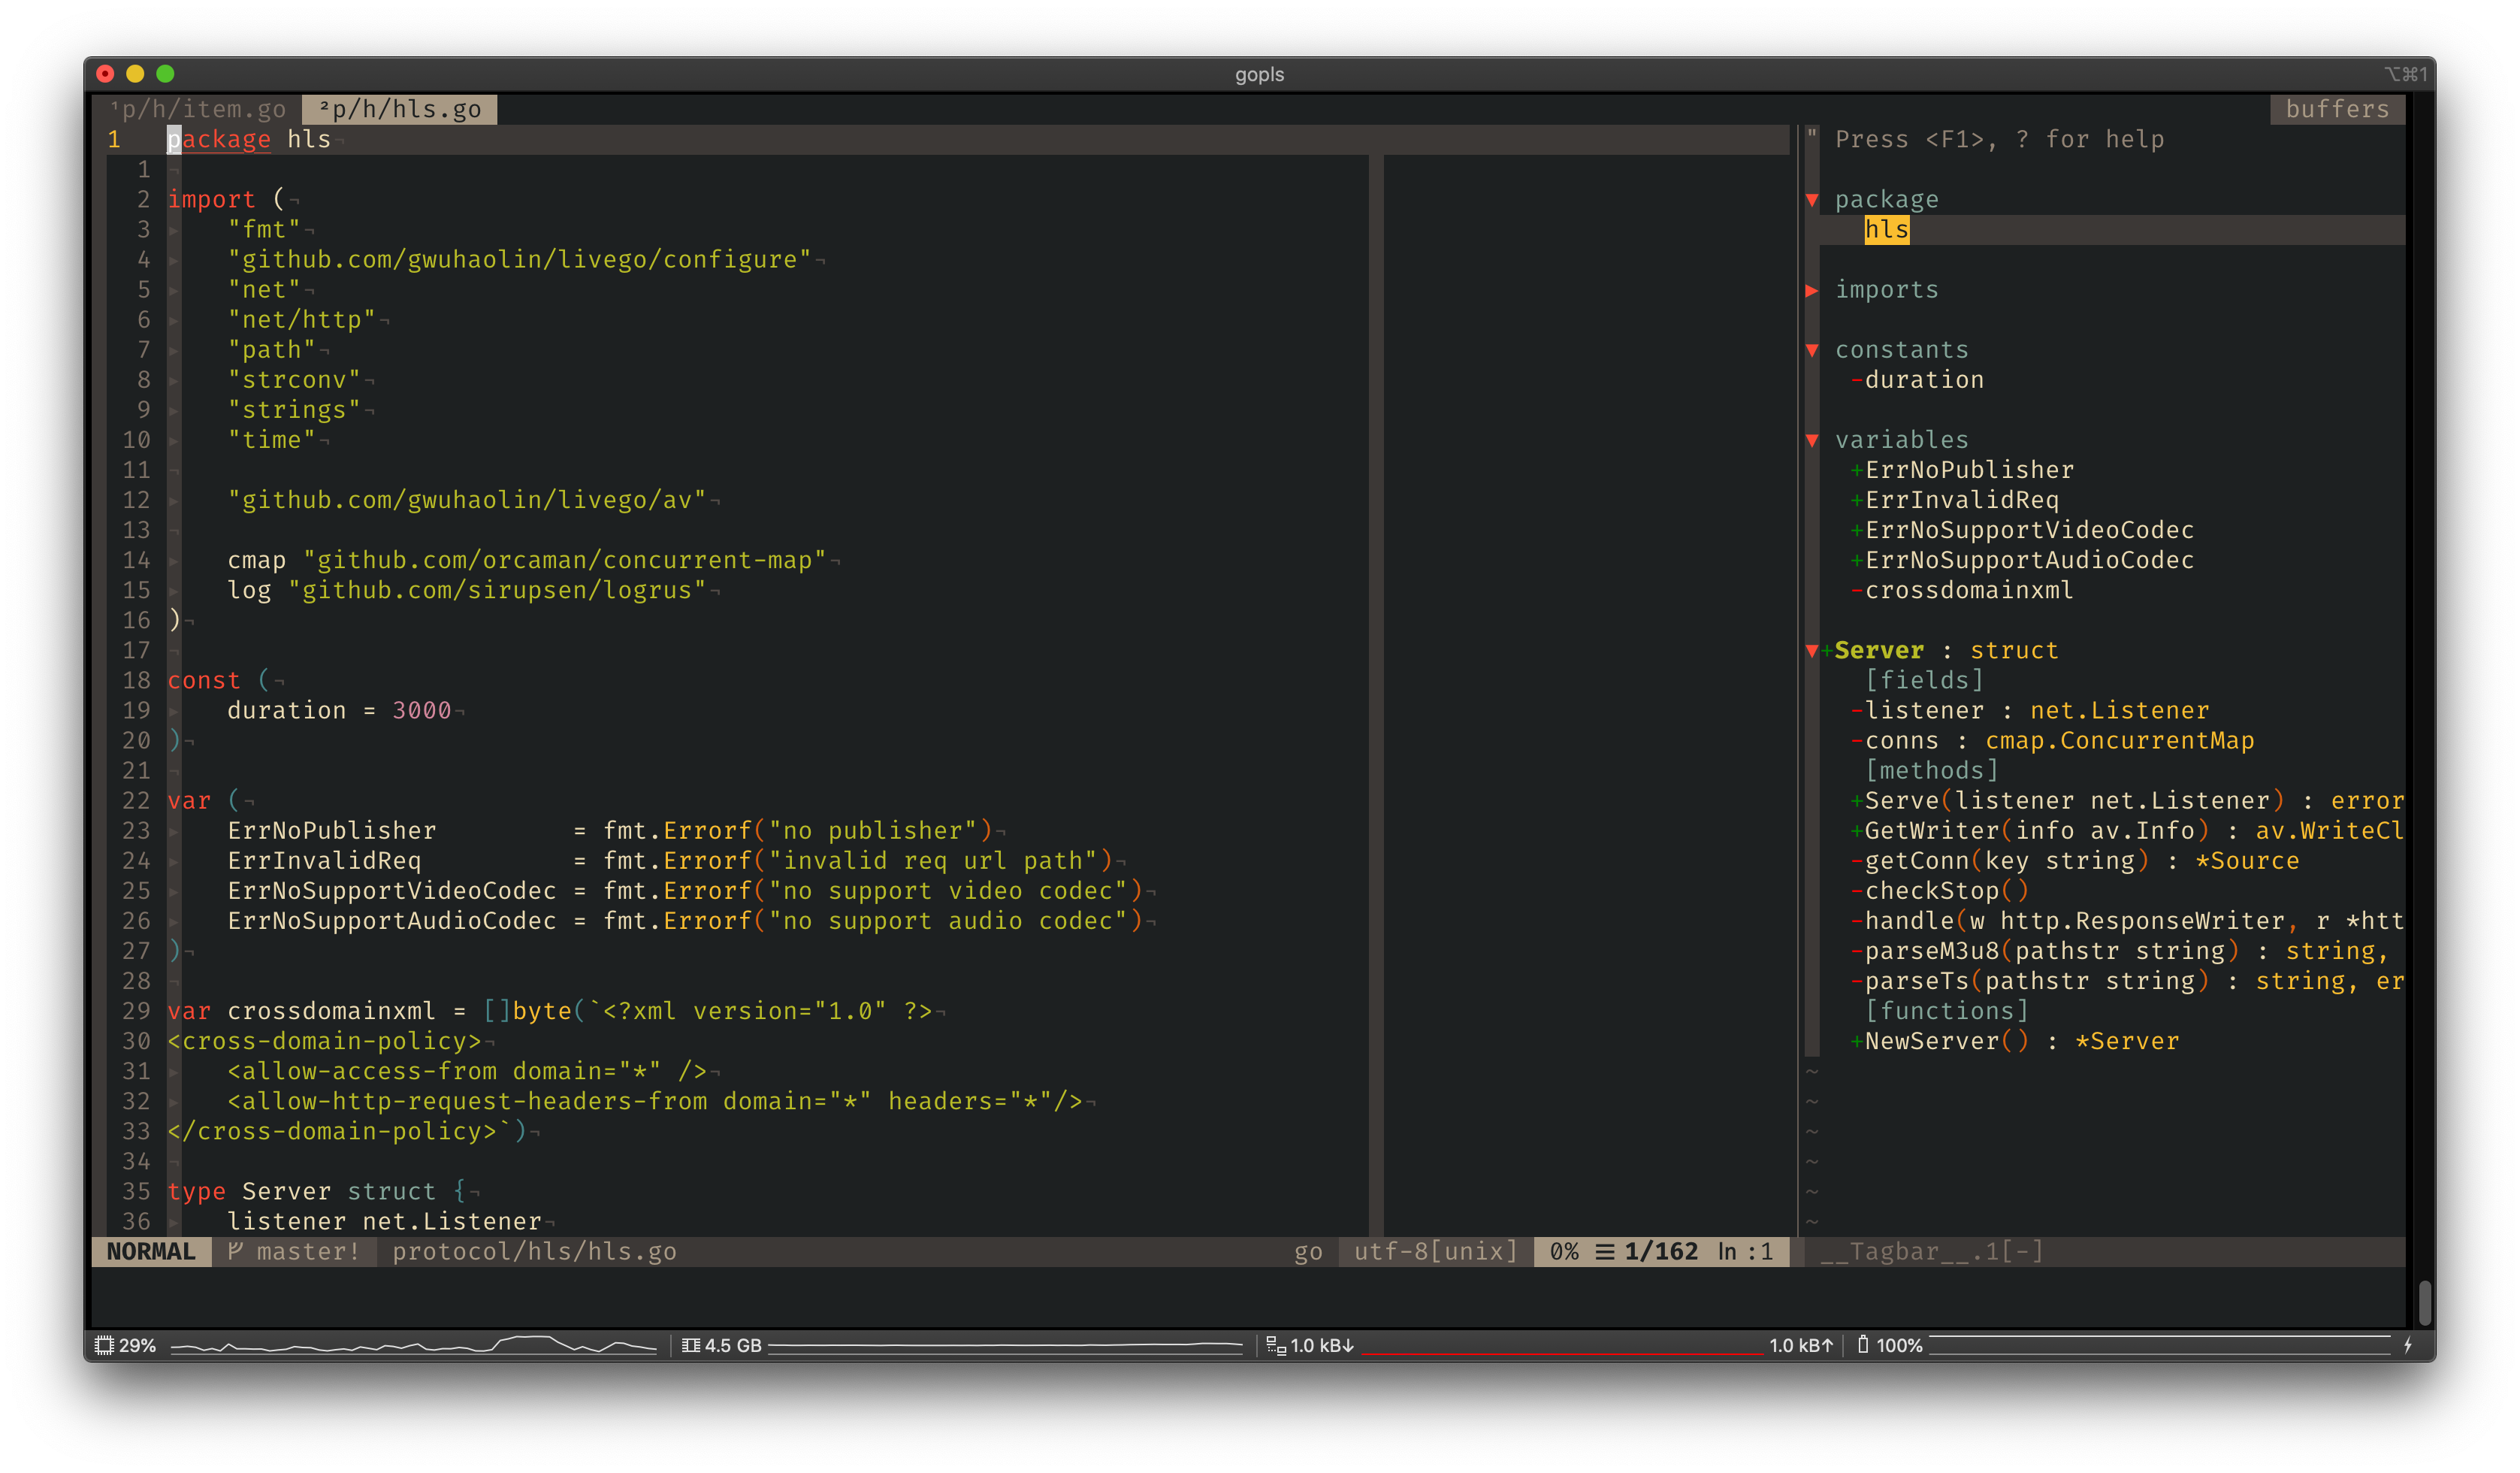 gopls
⌥⌘1
¹p/h/item.go ²p/h/hls.go
buffers
1 package hls¬
1 ¬
2 import (¬
3 ▸ "fmt"¬
4 ▸ "github.com/gwuhaolin/livego/configure"¬
5 ▸ "net"¬
6 ▸ "net/http"¬
7 ▸ "path"¬
8 ▸ "strconv"¬
9 ▸ "strings"¬
10 ▸ "time"¬
11 ¬
12 ▸ "github.com/gwuhaolin/livego/av"¬
13 ¬
14 ▸ cmap "github.com/orcaman/concurrent-map"¬
15 ▸ log "github.com/sirupsen/logrus"¬
16 )¬
17 ¬
18 const (¬
19 ▸ duration = 3000¬
20 )¬
21 ¬
22 var (¬
23 ▸ ErrNoPublisher = fmt.Errorf("no publisher")¬
24 ▸ ErrInvalidReq = fmt.Errorf("invalid req url path")¬
25 ▸ ErrNoSupportVideoCodec = fmt.Errorf("no support video codec")¬
26 ▸ ErrNoSupportAudioCodec = fmt.Errorf("no support audio codec")¬
27 )¬
28 ¬
29 var crossdomainxml = []byte(`<?xml version="1.0" ?>¬
30 <cross-domain-policy>¬
31 ▸ <allow-access-from domain="*" />¬
32 ▸ <allow-http-request-headers-from domain="*" headers="*"/>¬
33 </cross-domain-policy>`)¬
34 ¬
35 type Server struct {¬
36 ▸ listener net.Listener¬
" Press <F1>, ? for help
▼ package
hls
▶ imports
▼ constants
-duration
▼ variables
+ErrNoPublisher
+ErrInvalidReq
+ErrNoSupportVideoCodec
+ErrNoSupportAudioCodec
-crossdomainxml
▼+Server : struct
[fields]
-listener : net.Listener
-conns : cmap.ConcurrentMap
[methods]
+Serve(listener net.Listener) : error
+GetWriter(info av.Info) : av.WriteCl
-getConn(key string) : *Source
-checkStop()
-handle(w http.ResponseWriter, r *htt
-parseM3u8(pathstr string) : string,
-parseTs(pathstr string) : string, er
[functions]
+NewServer() : *Server
~
~
~
~
~
~
NORMAL master! protocol/hls/hls.go go utf-8[unix] 0% ☰ 1/162 ln :1 __Tagbar__.1[-]
29% 4.5 GB 1.0 kB↓ 1.0 kB↑ 100%